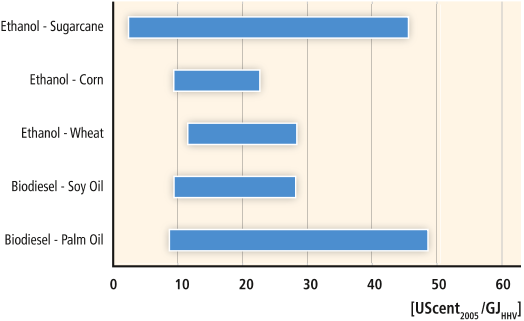 Ethanol - Sugarcane
Ethanol - Corn
Ethanol - Wheat
Biodiesel - Soy Oil
Biodiesel - Palm Oil
0 10 20 30 40 50 60
[UScent2005/GJHHV]